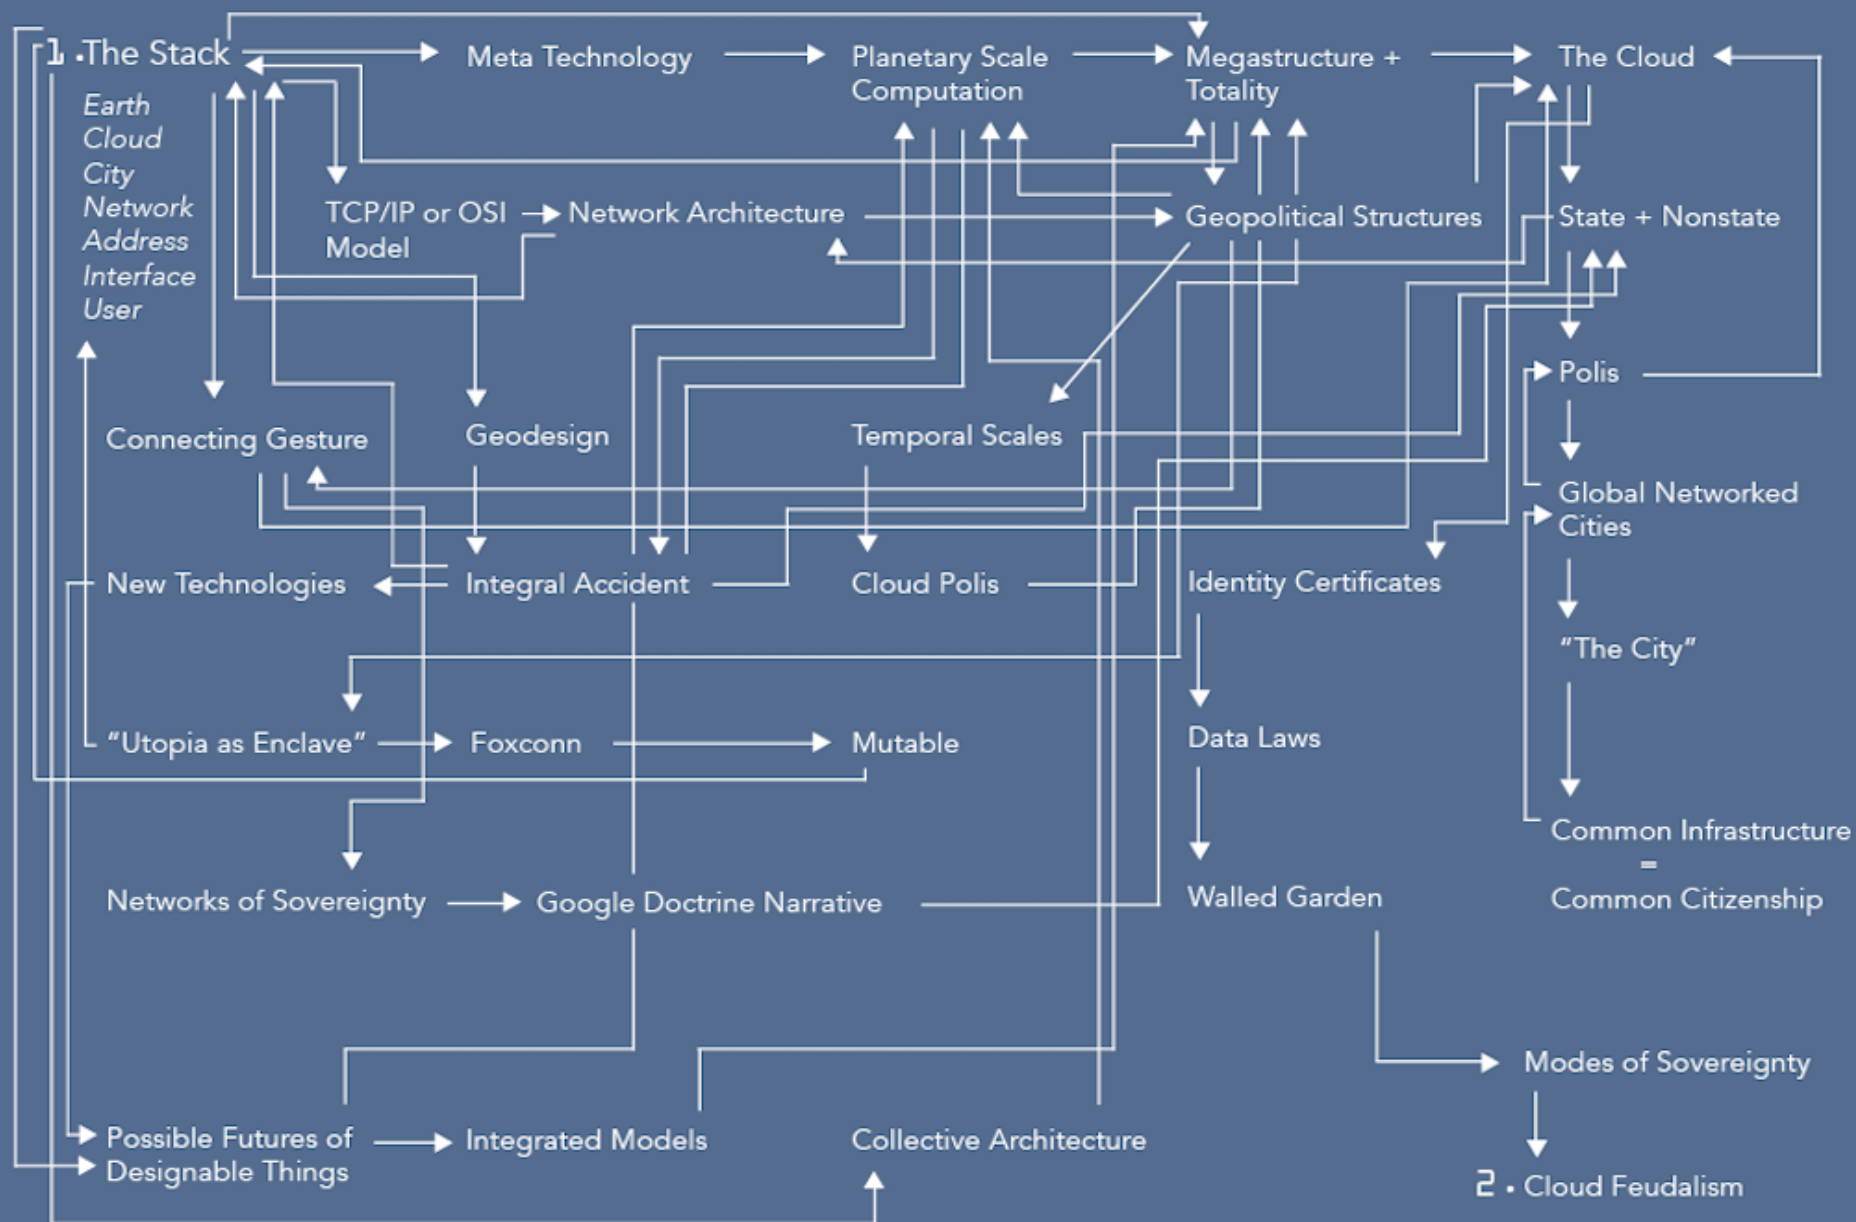 1. The Stack
Meta Technology
Planetary Scale
Computation
Megastructure +
Totality
The Cloud
Earth
Cloud
City
Network
Address
Interface
User
TCP/IP or OSI
Model
Network Architecture
Geopolitical Structures
State + Nonstate
Polis
Connecting Gesture
Geodesign
Temporal Scales
Global Networked
Cities
New Technologies
Integral Accident
Cloud Polis
Identity Certificates
“The City”
“Utopia as Enclave”
Foxconn
Mutable
Data Laws
Common Infrastructure
=
Common Citizenship
Networks of Sovereignty
Google Doctrine Narrative
Walled Garden
Modes of Sovereignty
Possible Futures of
Designable Things
Integrated Models
Collective Architecture
2. Cloud Feudalism